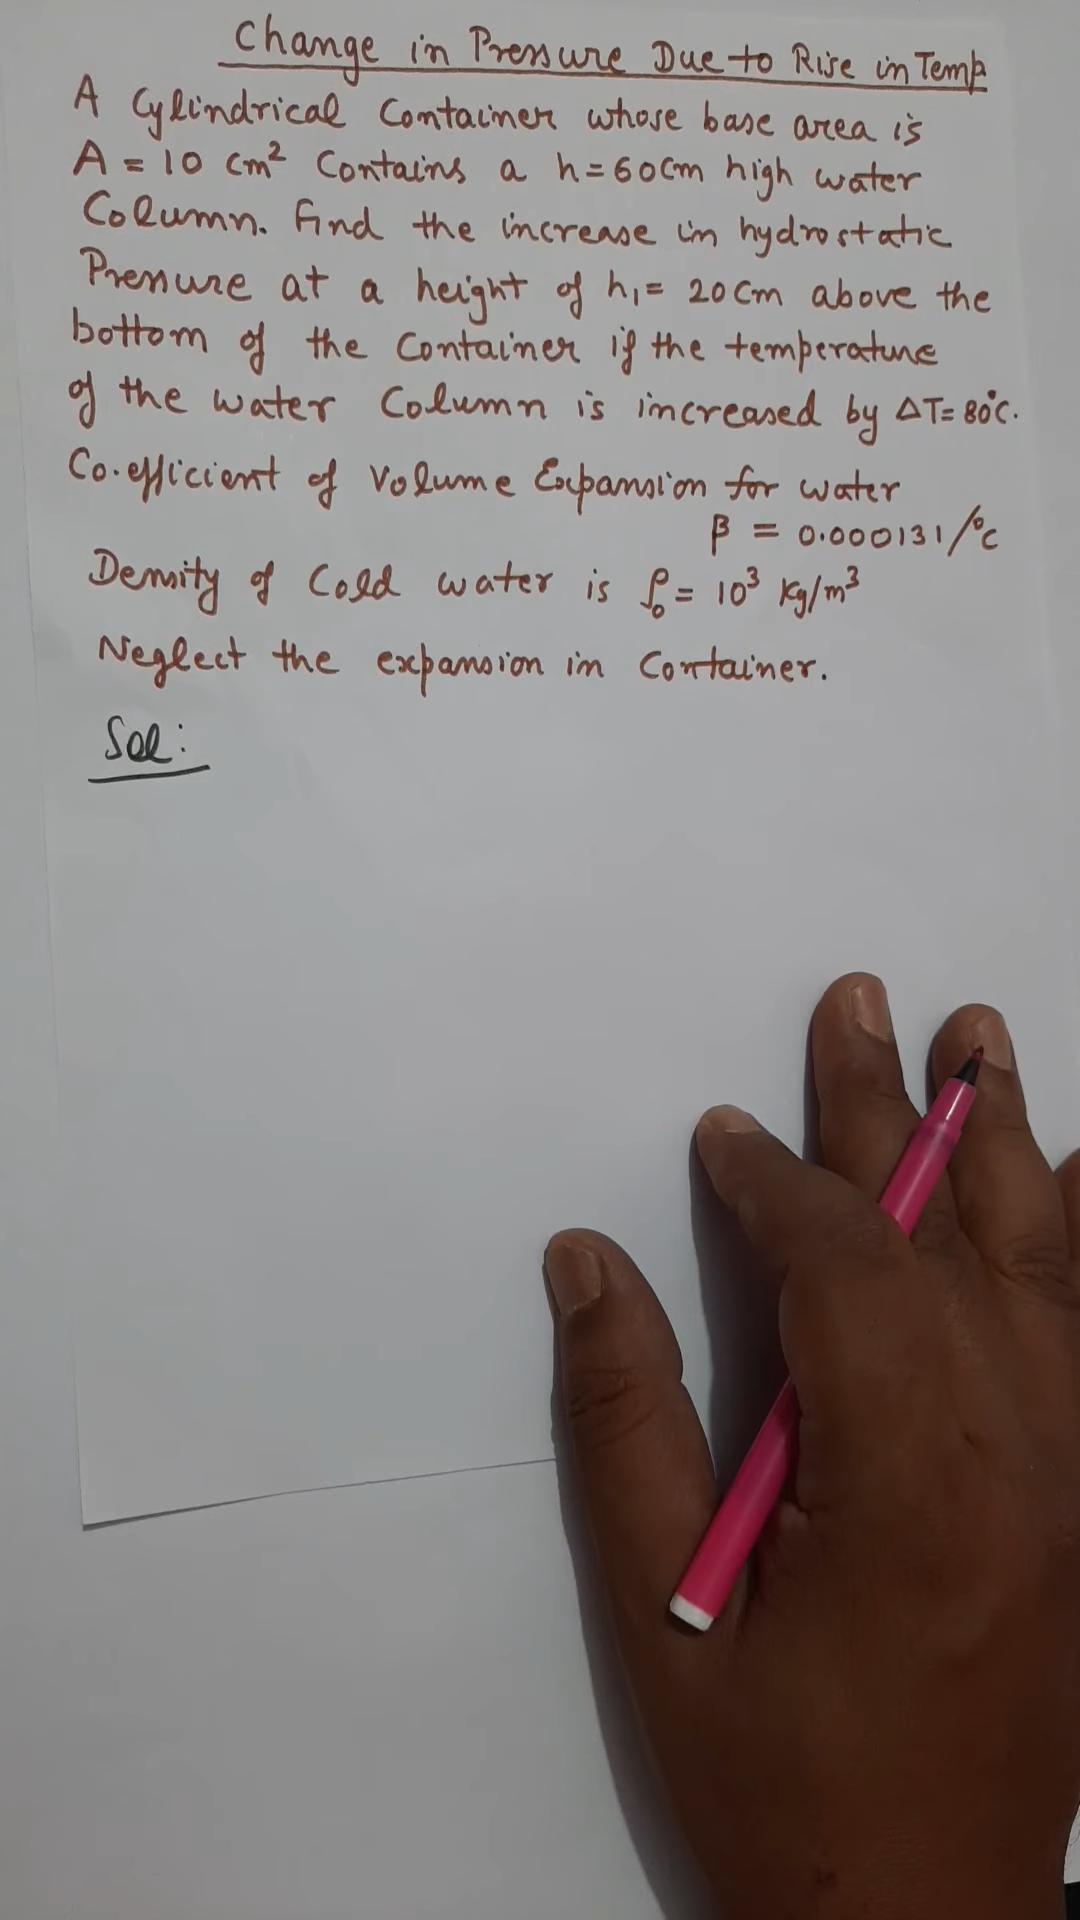 Change in Pressure Due to Rise in Temp
A Cylindrical Container whose base area is
A = 10 cm² Contains a h=60cm high water
Column. Find the increase in hydrostatic
Pressure at a height of h₁= 20cm above the
bottom of the Container if the temperature
of the water Column is increased by ΔT= 80°C.
Co.efficient of Volume Expansion for water
β = 0.000131/°C
Density of Cold water is ρ₀= 10³ Kg/m³
Neglect the expansion in Container.
Sol: